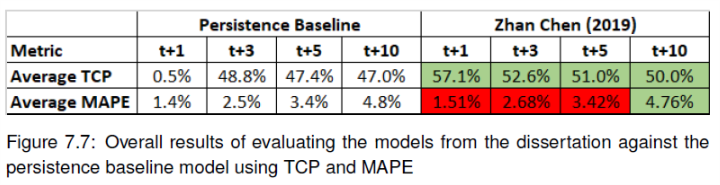 Persistence Baseline Zhan Chen (2019)
Metric t+1 t+3 t+5 t+10 t+1 t+3 t+5 t+10
Average TCP 0.5% 48.8% 47.4% 47.0% 57.1% 52.6% 51.0% 50.0%
Average MAPE 1.4% 2.5% 3.4% 4.8% 1.51% 2.68% 3.42% 4.76%
Figure 7.7: Overall results of evaluating the models from the dissertation against the
persistence baseline model using TCP and MAPE